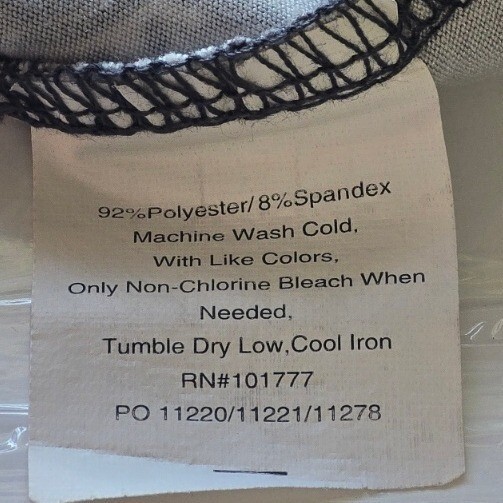 92%Polyester/8%Spandex
Machine Wash Cold,
With Like Colors,
Only Non-Chlorine Bleach When
Needed,
Tumble Dry Low,Cool Iron
RN#101777
PO 11220/11221/11278